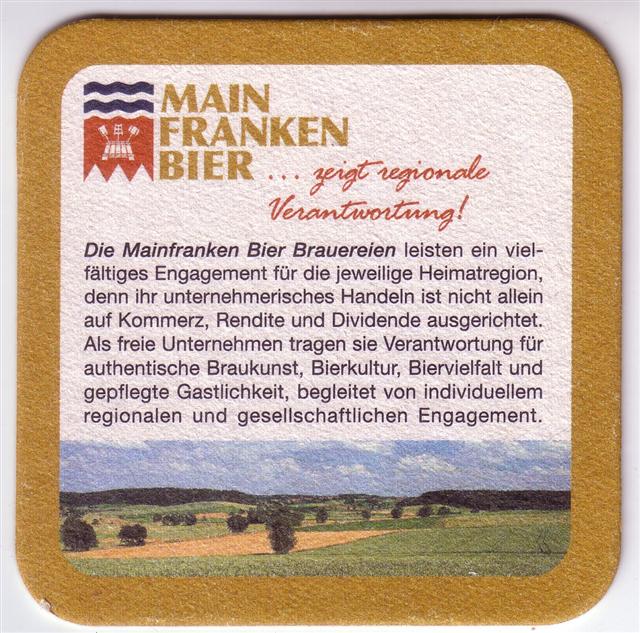 MAIN
FRANKEN
BIER ... zeigt regionale
Verantwortung!
Die Mainfranken Bier Brauereien leisten ein viel-
fältiges Engagement für die jeweilige Heimatregion,
denn ihr unternehmerisches Handeln ist nicht allein
auf Kommerz, Rendite und Dividende ausgerichtet.
Als freie Unternehmen tragen sie Verantwortung für
authentische Braukunst, Bierkultur, Biervielfalt und
gepflegte Gastlichkeit, begleitet von individuellem
regionalen und gesellschaftlichen Engagement.